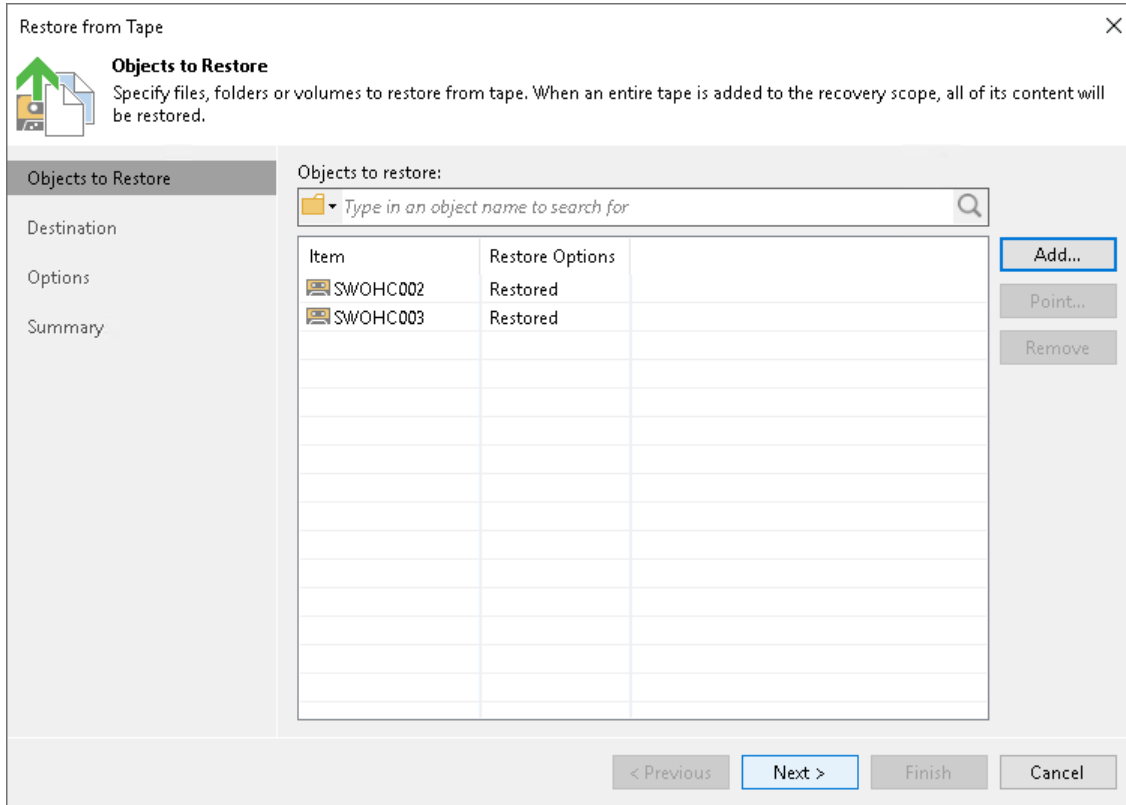 Restore from Tape
Objects to Restore
Specify files, folders or volumes to restore from tape. When an entire tape is added to the recovery scope, all of its content will
be restored.
Objects to Restore
Destination
Options
Summary
Objects to restore:
Type in an object name to search for
Item Restore Options
SWOHC002 Restored
SWOHC003 Restored
Add...
Point...
Remove
< Previous Next > Finish Cancel